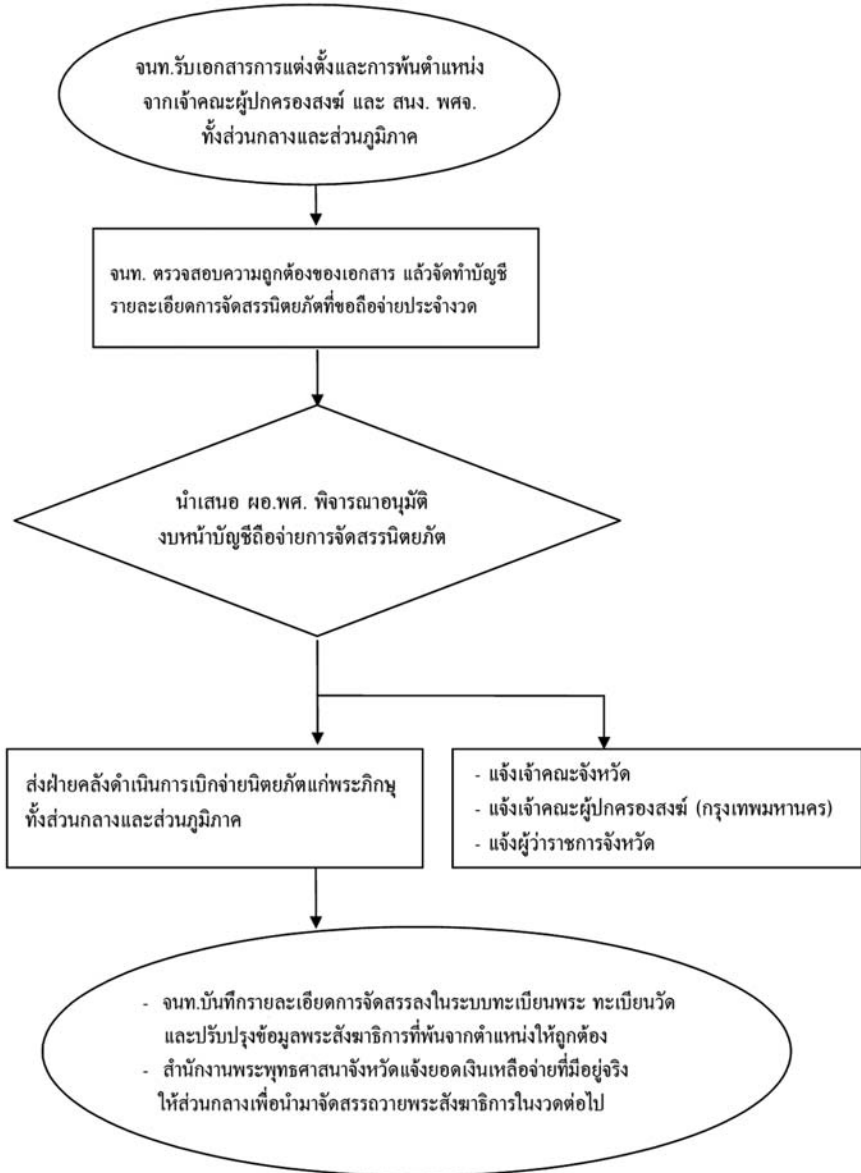 จนท.รับเอกสารการแต่งตั้งและการพ้นตำแหน่ง
จากเจ้าคณะผู้ปกครองสงฆ์ และ สนง. พศจ.
ทั้งส่วนกลางและส่วนภูมิภาค
จนท. ตรวจสอบความถูกต้องของเอกสาร แล้วจัดทำบัญชี
รายละเอียดการจัดสรรนิตยภัตที่ขอถือจ่ายประจำงวด
นำเสนอ ผอ.พศ. พิจารณาอนุมัติ
งบหน้าบัญชีถือจ่ายการจัดสรรนิตยภัต
ส่งฝ่ายคลังดำเนินการเบิกจ่ายนิตยภัตแก่พระภิกษุ
ทั้งส่วนกลางและส่วนภูมิภาค
- แจ้งเจ้าคณะจังหวัด
- แจ้งเจ้าคณะผู้ปกครองสงฆ์ (กรุงเทพมหานคร)
- แจ้งผู้ว่าราชการจังหวัด
- จนท.บันทึกรายละเอียดการจัดสรรลงในระบบทะเบียนพระ ทะเบียนวัด
และปรับปรุงข้อมูลพระสังฆาธิการที่พ้นจากตำแหน่งให้ถูกต้อง
- สำนักงานพระพุทธศาสนาจังหวัดแจ้งยอดเงินเหลือจ่ายที่มีอยู่จริง
ให้ส่วนกลางเพื่อนำมาจัดสรรถวายพระสังฆาธิการในงวดต่อไป